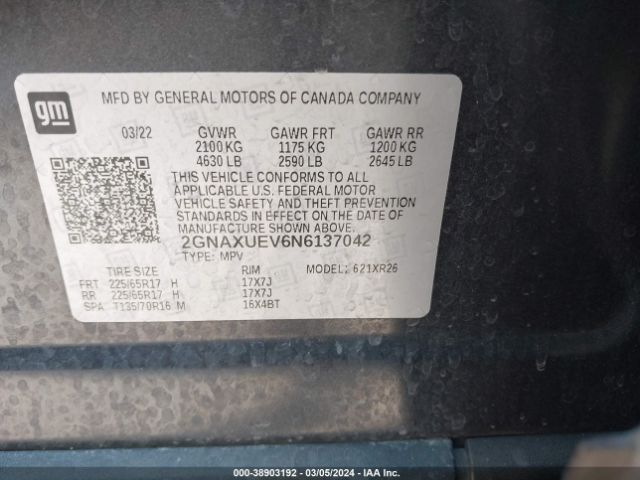 gm
MFD BY GENERAL MOTORS OF CANADA COMPANY
03/22 GVWR GAWR FRT GAWR RR
2100 KG 1175 KG 1200 KG
4630 LB 2590 LB 2645 LB
THIS VEHICLE CONFORMS TO ALL
APPLICABLE U.S. FEDERAL MOTOR
VEHICLE SAFETY AND THEFT PREVENTION
STANDARDS IN EFFECT ON THE DATE OF
MANUFACTURE SHOWN ABOVE.
2GNAXUEV6N6137042
TYPE: MPV MODEL: 621XR26
TIRE SIZE RIM
FRT 225/65R17 H 17X7J
RR 225/65R17 H 17X7J
SPA T135/70R16 M 16X4BT
000-38903192 — 03/05/2024 — IAA Inc.